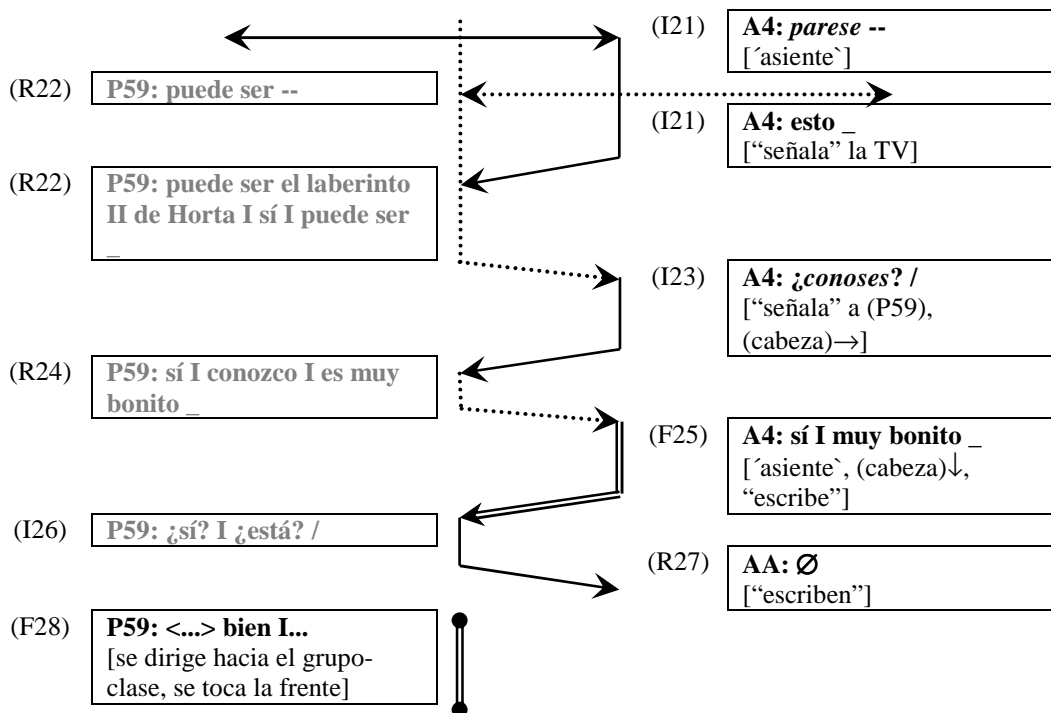 (I21) A4: parese --
[´asiente`]
(R22) P59: puede ser --
(I21) A4: esto _
[“señala” la TV]
(R22) P59: puede ser el laberinto
II de Horta I sí I puede ser
_
(I23) A4: ¿conoses? /
[“señala” a (P59),
(cabeza)→]
(R24) P59: sí I conozco I es muy
bonito _
(F25) A4: sí I muy bonito _
[´asiente`, (cabeza)↓,
“escribe”]
(I26) P59: ¿sí? I ¿está? /
(R27) AA: Ø
[“escriben”]
(F28) P59: <...> bien I...
[se dirige hacia el grupo-
clase, se toca la frente]